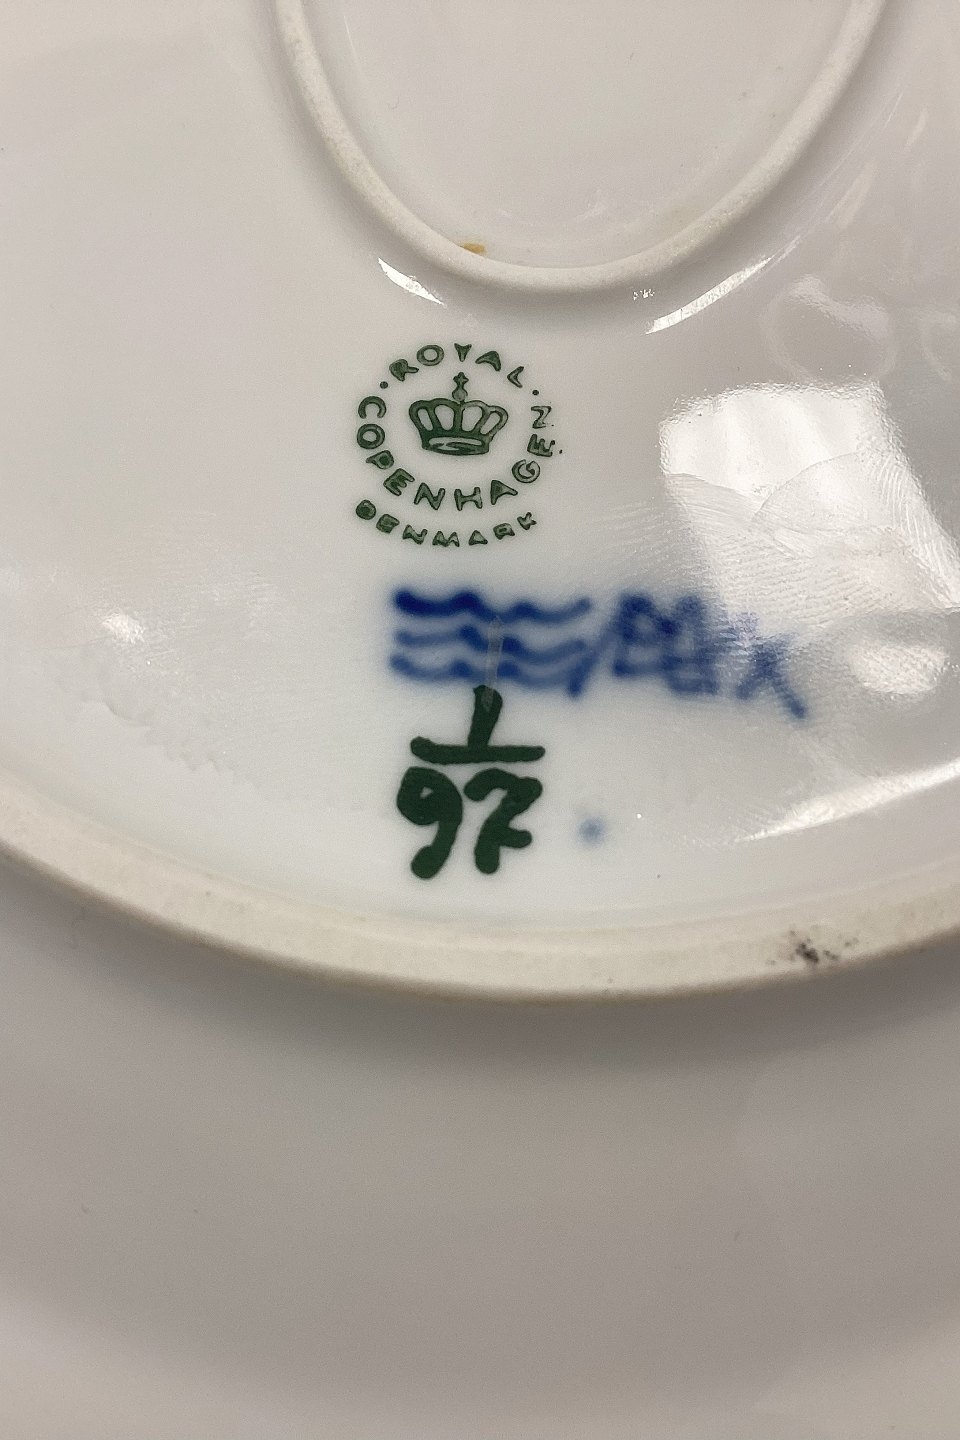 ROYAL
COPENHAGEN
DENMARK
1
97